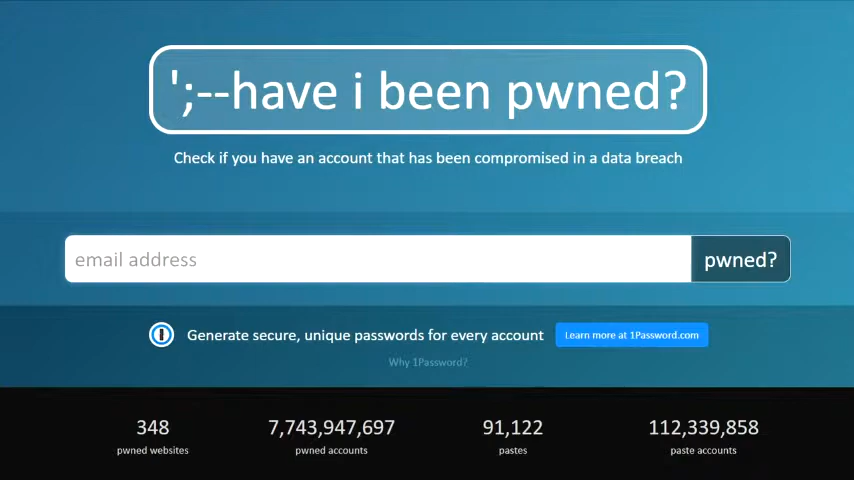 ';--have i been pwned?
Check if you have an account that has been compromised in a data breach
email address
pwned?
Generate secure, unique passwords for every account
Learn more at 1Password.com
Why 1Password?
348
pwned websites
7,743,947,697
pwned accounts
91,122
pastes
112,339,858
paste accounts